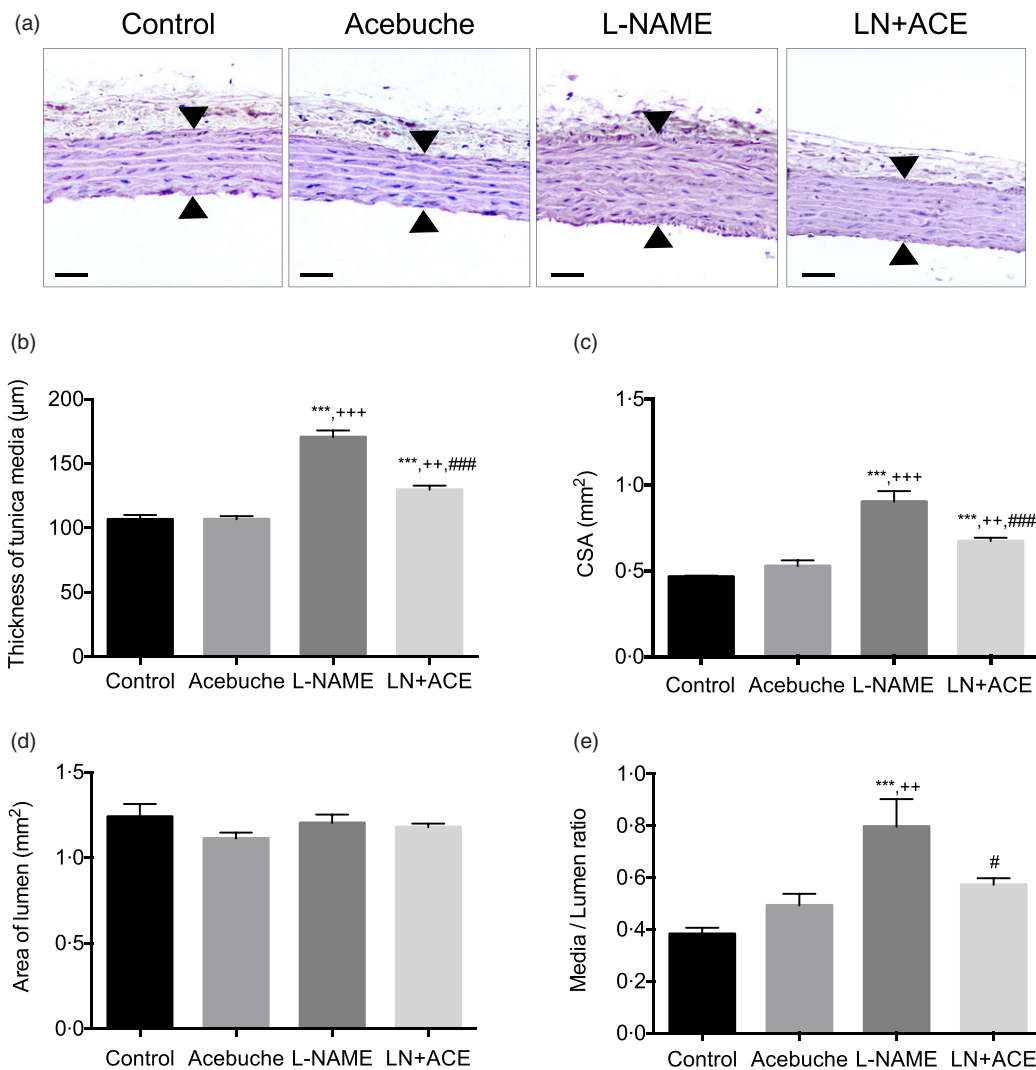 (a)
Control Acebuche L-NAME LN+ACE
(b)
Thickness of tunica media (μm)
200
150
100
50
0
***,+++
***,++,###
Control Acebuche L-NAME LN+ACE
(c)
CSA (mm²)
1·5
1·0
0·5
0·0
***,+++
***,++,###
Control Acebuche L-NAME LN+ACE
(d)
Area of lumen (mm²)
1·5
1·0
0·5
0·0
Control Acebuche L-NAME LN+ACE
(e)
Media / Lumen ratio
1·0
0·8
0·6
0·4
0·2
0·0
***,++
#
Control Acebuche L-NAME LN+ACE